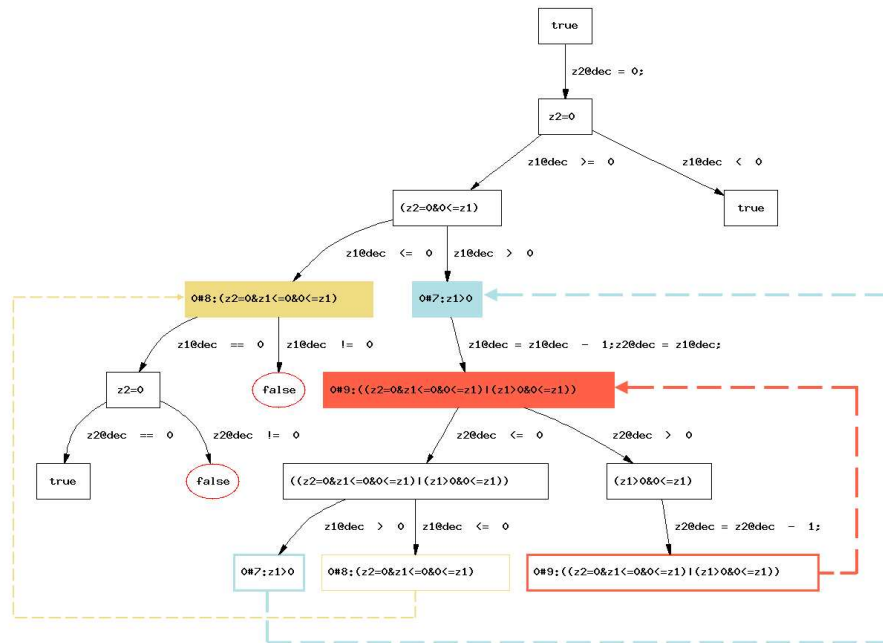 true
z2@dec = 0;
z2=0
z1@dec >= 0
z1@dec < 0
(z2=0&0<=z1)
true
z1@dec <= 0
z1@dec > 0
0#8:(z2=0&z1<=0&0<=z1)
0#7:z1>0
z1@dec == 0
z1@dec != 0
z1@dec = z1@dec - 1;z2@dec = z1@dec;
z2=0
false
0#9:((z2=0&z1<=0&0<=z1)|(z1>0&0<=z1))
z2@dec == 0
z2@dec != 0
z2@dec <= 0
z2@dec > 0
true
false
((z2=0&z1<=0&0<=z1)|(z1>0&0<=z1))
(z1>0&0<=z1)
z1@dec > 0
z1@dec <= 0
z2@dec = z2@dec - 1;
0#7:z1>0
0#8:(z2=0&z1<=0&0<=z1)
0#9:((z2=0&z1<=0&0<=z1)|(z1>0&0<=z1))